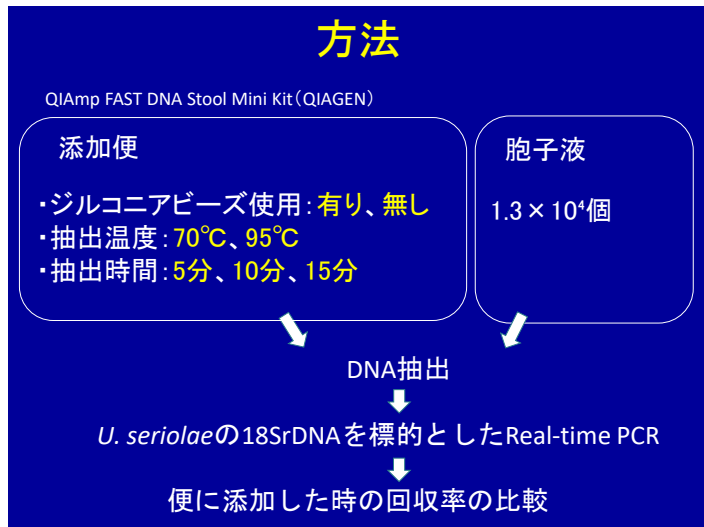 方法
QIAmp FAST DNA Stool Mini Kit(QIAGEN)
添加便
・ジルコニアビーズ使用:有り、無し
・抽出温度:70℃、95℃
・抽出時間:5分、10分、15分
胞子液
1.3×10⁴個
DNA抽出
U. seriolaeの18SrDNAを標的としたReal-time PCR
便に添加した時の回収率の比較